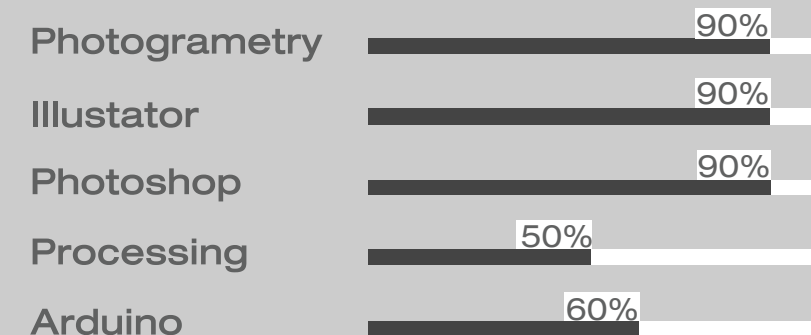 Photogrametry 90%
Illustator 90%
Photoshop 90%
Processing 50%
Arduino 60%